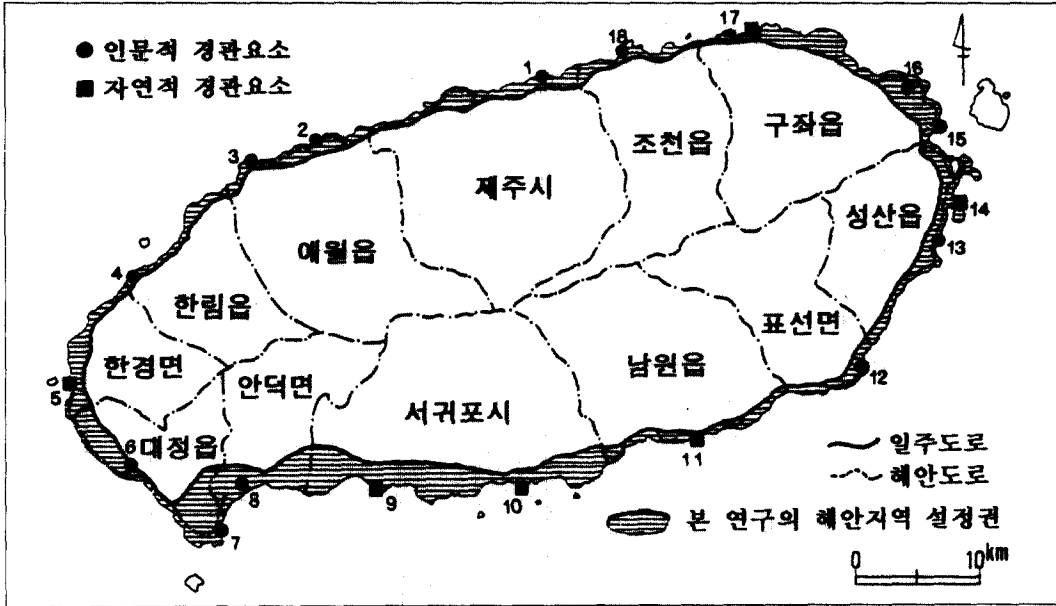 ● 인문적 경관요소
■ 자연적 경관요소
17
18
1
16
구좌읍
2
15
3
조천읍
제주시
성산읍
14
애월읍
13
4
한림읍
표선면
한경면
안덕면
남원읍
12
5
서귀포시
6
대정읍
11
일주도로
해안도로
8
9
10
본 연구의 해안지역 설정권
7
0 10km